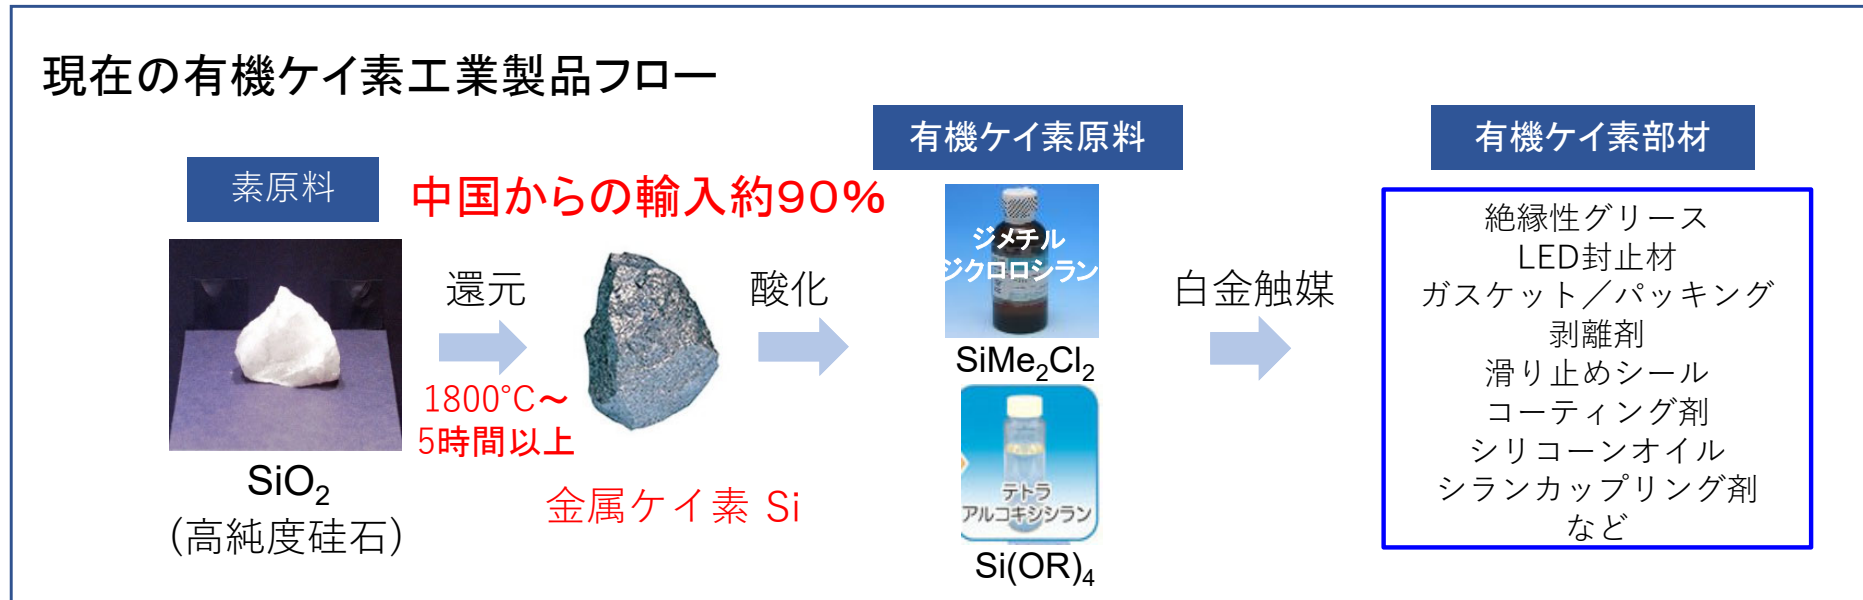 現在の有機ケイ素工業製品フロー
素原料
SiO₂
(高純度硅石)
還元
1800°C～
5時間以上
中国からの輸入約90%
金属ケイ素 Si
酸化
有機ケイ素原料
ジメチル
ジクロロシラン
SiMe₂Cl₂
テトラ
アルコキシシラン
Si(OR)₄
白金触媒
有機ケイ素部材
絶縁性グリース
LED封止材
ガスケット／パッキング
剥離剤
滑り止めシール
コーティング剤
シリコーンオイル
シランカップリング剤
など